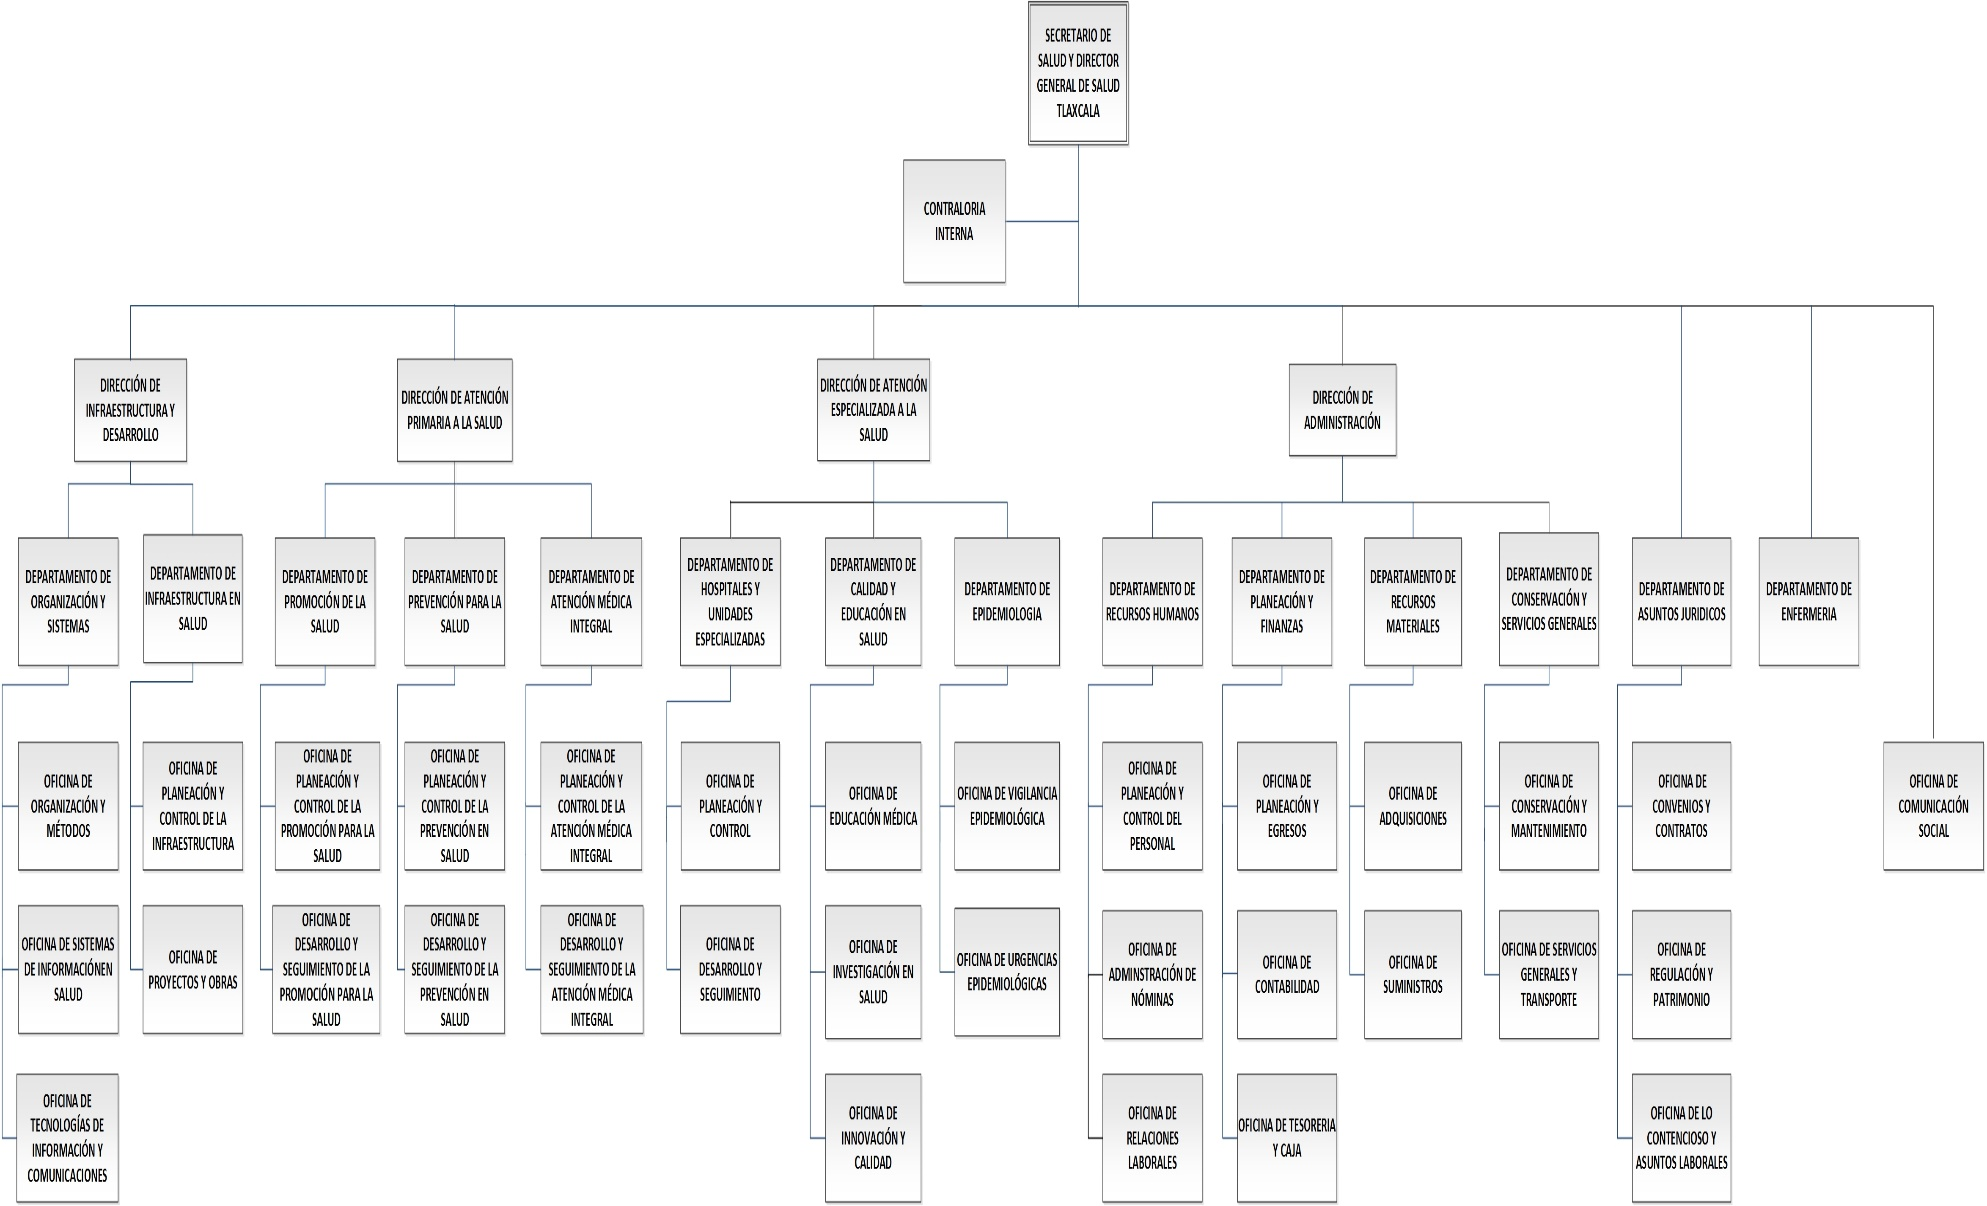 SECRETARIO DE
SALUD Y DIRECTOR
GENERAL DE SALUD
TLAXCALA
CONTRALORIA
INTERNA
DIRECCIÓN DE
INFRAESTRUCTURA Y
DESARROLLO
DIRECCIÓN DE ATENCIÓN
PRIMARIA A LA SALUD
DIRECCIÓN DE ATENCIÓN
ESPECIALIZADA A LA
SALUD
DIRECCIÓN DE
ADMINISTRACIÓN
DEPARTAMENTO DE
ORGANIZACIÓN Y
SISTEMAS
DEPARTAMENTO DE
INFRAESTRUCTURA EN
SALUD
DEPARTAMENTO DE
PROMOCIÓN DE LA
SALUD
DEPARTAMENTO DE
PREVENCIÓN PARA LA
SALUD
DEPARTAMENTO DE
ATENCIÓN MÉDICA
INTEGRAL
DEPARTAMENTO DE
HOSPITALES Y
UNIDADES
ESPECIALIZADAS
DEPARTAMENTO DE
CALIDAD Y
EDUCACIÓN EN
SALUD
DEPARTAMENTO DE
EPIDEMIOLOGIA
DEPARTAMENTO DE
RECURSOS HUMANOS
DEPARTAMENTO DE
PLANEACIÓN Y
FINANZAS
DEPARTAMENTO DE
RECURSOS
MATERIALES
DEPARTAMENTO DE
CONSERVACIÓN Y
SERVICIOS GENERALES
DEPARTAMENTO DE
ASUNTOS JURIDICOS
DEPARTAMENTO DE
ENFERMERIA
OFICINA DE
ORGANIZACIÓN Y
MÉTODOS
OFICINA DE
PLANEACIÓN Y
CONTROL DE LA
INFRAESTRUCTURA
OFICINA DE
PLANEACIÓN Y
CONTROL DE LA
PROMOCIÓN PARA LA
SALUD
OFICINA DE
PLANEACIÓN Y
CONTROL DE LA
PREVENCIÓN EN
SALUD
OFICINA DE
PLANEACIÓN Y
CONTROL DE LA
ATENCIÓN MÉDICA
INTEGRAL
OFICINA DE
PLANEACIÓN Y
CONTROL
OFICINA DE
EDUCACIÓN MÉDICA
OFICINA DE VIGILANCIA
EPIDEMIOLÓGICA
OFICINA DE
PLANEACIÓN Y
CONTROL DEL
PERSONAL
OFICINA DE
PLANEACIÓN Y
EGRESOS
OFICINA DE
ADQUISICIONES
OFICINA DE
CONSERVACIÓN Y
MANTENIMIENTO
OFICINA DE
CONVENIOS Y
CONTRATOS
OFICINA DE
COMUNICACIÓN
SOCIAL
OFICINA DE SISTEMAS
DE INFORMACIÓNEN
SALUD
OFICINA DE
PROYECTOS Y OBRAS
OFICINA DE
DESARROLLO Y
SEGUIMIENTO DE LA
PROMOCIÓN PARA LA
SALUD
OFICINA DE
DESARROLLO Y
SEGUIMIENTO DE LA
PREVENCIÓN EN
SALUD
OFICINA DE
DESARROLLO Y
SEGUIMIENTO DE LA
ATENCIÓN MÉDICA
INTEGRAL
OFICINA DE
DESARROLLO Y
SEGUIMIENTO
OFICINA DE
INVESTIGACIÓN EN
SALUD
OFICINA DE URGENCIAS
EPIDEMIOLÓGICAS
OFICINA DE
ADMINSTRACIÓN DE
NÓMINAS
OFICINA DE
CONTABILIDAD
OFICINA DE
SUMINISTROS
OFICINA DE SERVICIOS
GENERALES Y
TRANSPORTE
OFICINA DE
REGULACIÓN Y
PATRIMONIO
OFICINA DE
TECNOLOGÍAS DE
INFORMACIÓN Y
COMUNICACIONES
OFICINA DE
INNOVACIÓN Y
CALIDAD
OFICINA DE
RELACIONES
LABORALES
OFICINA DE TESORERIA
Y CAJA
OFICINA DE LO
CONTENCIOSO Y
ASUNTOS LABORALES